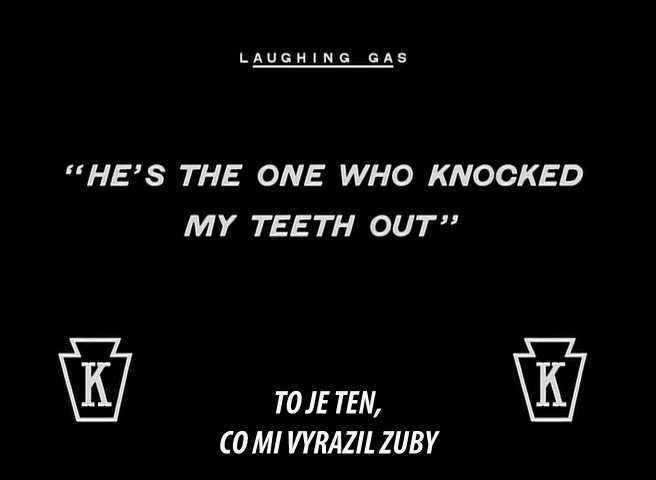 LAUGHING GAS
“HE’S THE ONE WHO KNOCKED
MY TEETH OUT”
K
K
TO JE TEN,
CO MI VYRAZIL ZUBY